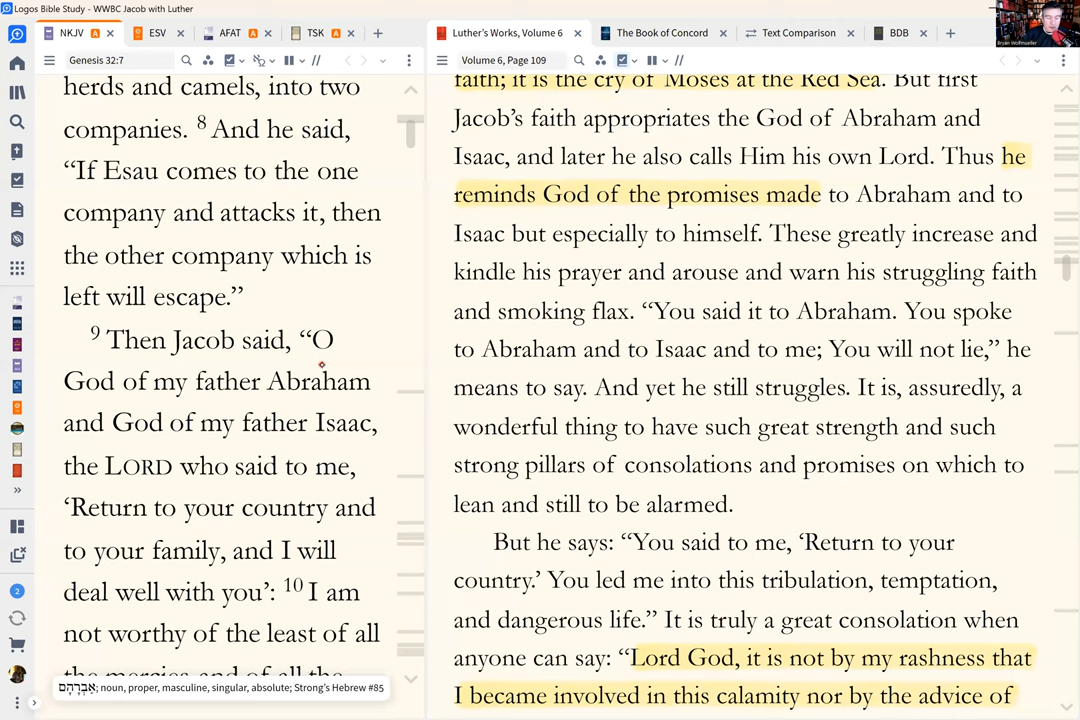 Logos Bible Study - WWBC Jacob with Luther
NKJV A
ESV
AFAT A
TSK A
Genesis 32:7
herds and camels, into two
companies. 8 And he said,
“If Esau comes to the one
company and attacks it, then
the other company which is
left will escape.”
9 Then Jacob said, “O
God of my father Abraham
and God of my father Isaac,
the LORD who said to me,
‘Return to your country and
to your family, and I will
deal well with you’: 10 I am
not worthy of the least of all
the mercies and of all the
אַבְרָהָם; noun, proper, masculine, singular, absolute; Strong’s Hebrew #85
2
Luther’s Works, Volume 6
The Book of Concord
Text Comparison
BDB
Volume 6, Page 109
faith; it is the cry of Moses at the Red Sea. But first
Jacob’s faith appropriates the God of Abraham and
Isaac, and later he also calls Him his own Lord. Thus he
reminds God of the promises made to Abraham and to
Isaac but especially to himself. These greatly increase and
kindle his prayer and arouse and warn his struggling faith
and smoking flax. “You said it to Abraham. You spoke
to Abraham and to Isaac and to me; You will not lie,” he
means to say. And yet he still struggles. It is, assuredly, a
wonderful thing to have such great strength and such
strong pillars of consolations and promises on which to
lean and still to be alarmed.
But he says: “You said to me, ‘Return to your
country.’ You led me into this tribulation, temptation,
and dangerous life.” It is truly a great consolation when
anyone can say: “Lord God, it is not by my rashness that
I became involved in this calamity nor by the advice of
Bryan Wolfmueller